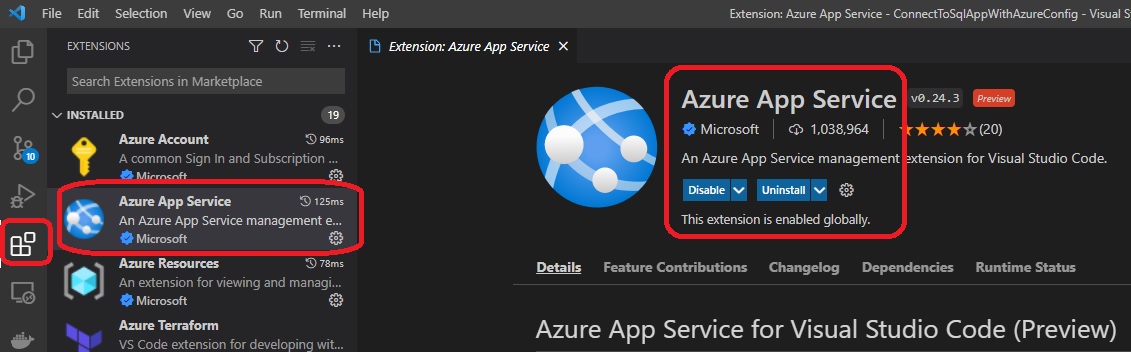 File Edit Selection View Go Run Terminal Help
Extension: Azure App Service - ConnectToSqlAppWithAzureConfig - Visual S
EXTENSIONS
Search Extensions in Marketplace
INSTALLED 19
Azure Account 96ms
A common Sign In and Subscription ...
Microsoft
Azure App Service 125ms
An Azure App Service management e...
Microsoft
Azure Resources 78ms
An extension for viewing and managi...
Microsoft
Azure Terraform
VS Code extension for developing wit...
10
Extension: Azure App Service
Azure App Service v0.24.3 Preview
Microsoft 1,038,964 (20)
An Azure App Service management extension for Visual Studio Code.
Disable Uninstall
This extension is enabled globally.
Details Feature Contributions Changelog Dependencies Runtime Status
Azure App Service for Visual Studio Code (Preview)